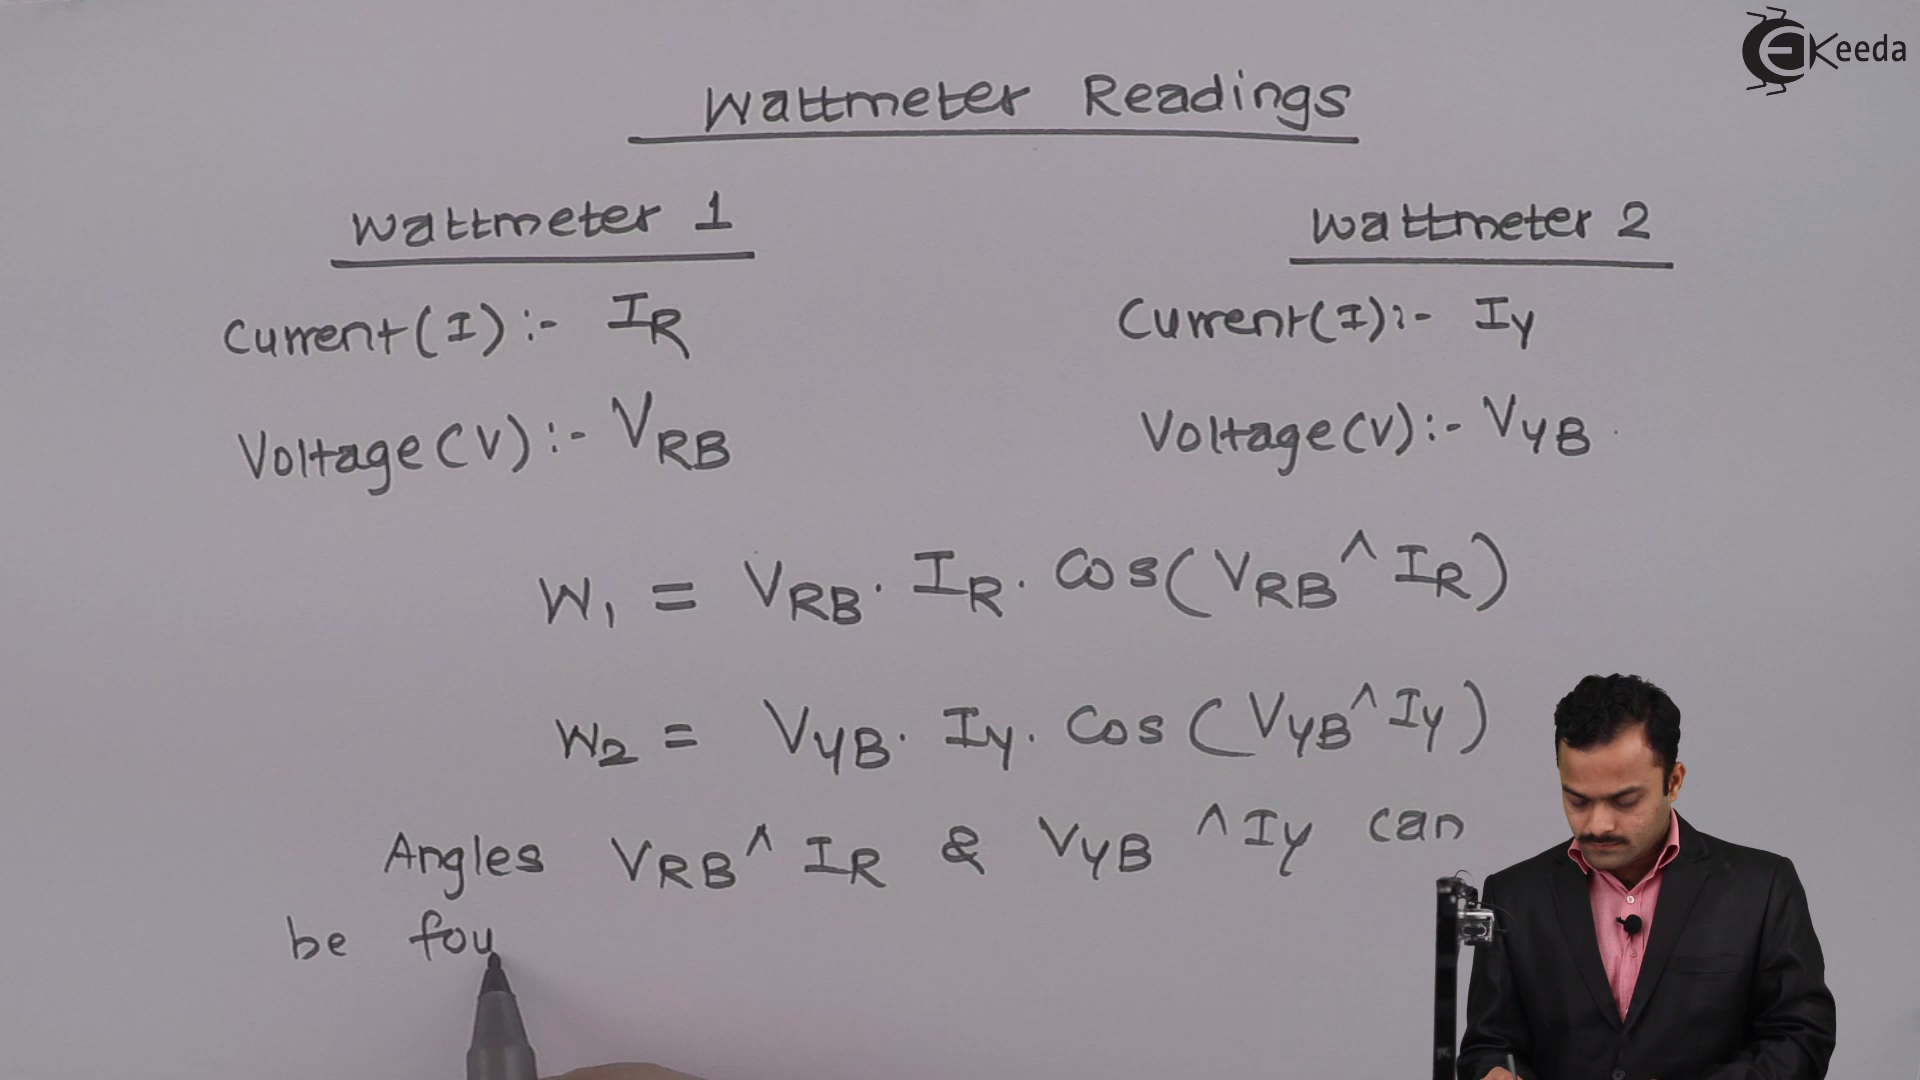 EKeeda
Wattmeter Readings
Wattmeter 1
Wattmeter 2
Current(I) :- IR
Current(I) :- IY
Voltage(V) :- VRB
Voltage(V) :- VYB
W1 = VRB . IR . Cos(VRB ^ IR)
W2 = VYB . IY . Cos(VYB ^ IY)
Angles VRB ^ IR & VYB ^ IY can
be fou